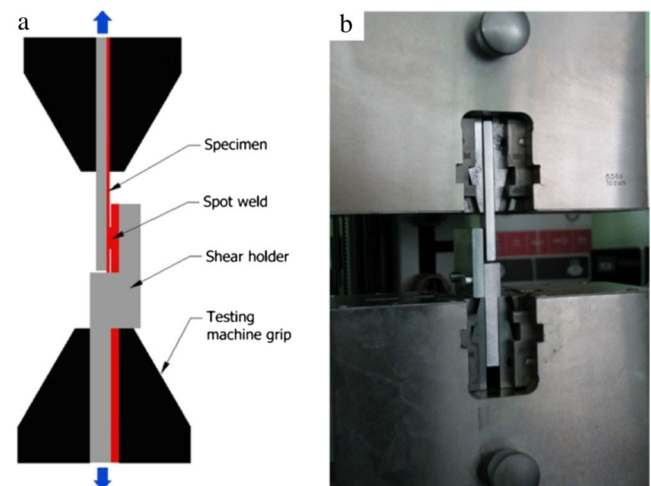 a
Specimen
Spot weld
Shear holder
Testing
machine grip
b